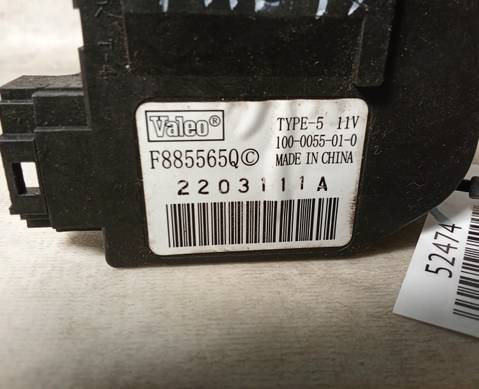 Valeo®
TYPE-5 11V
100-0055-01-0
F885565Q©
MADE IN CHINA
2203111A
52474